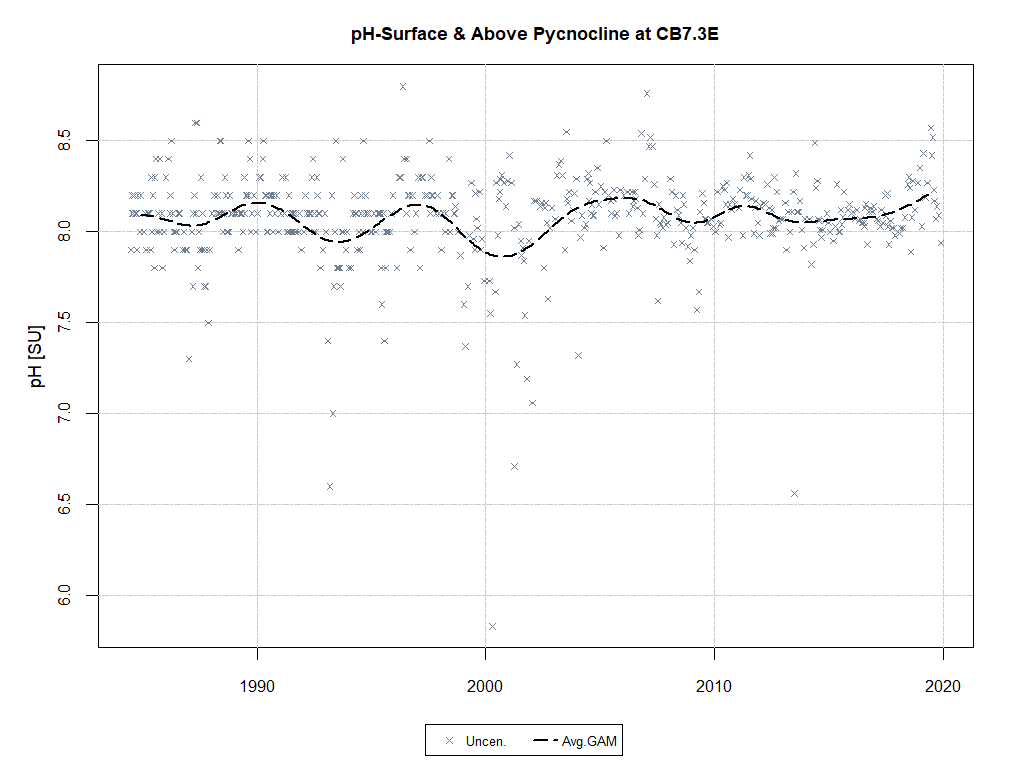 pH-Surface & Above Pycnocline at CB7.3E
pH [SU]
8.5
8.0
7.5
7.0
6.5
6.0
1990
2000
2010
2020
Uncen.
Avg.GAM